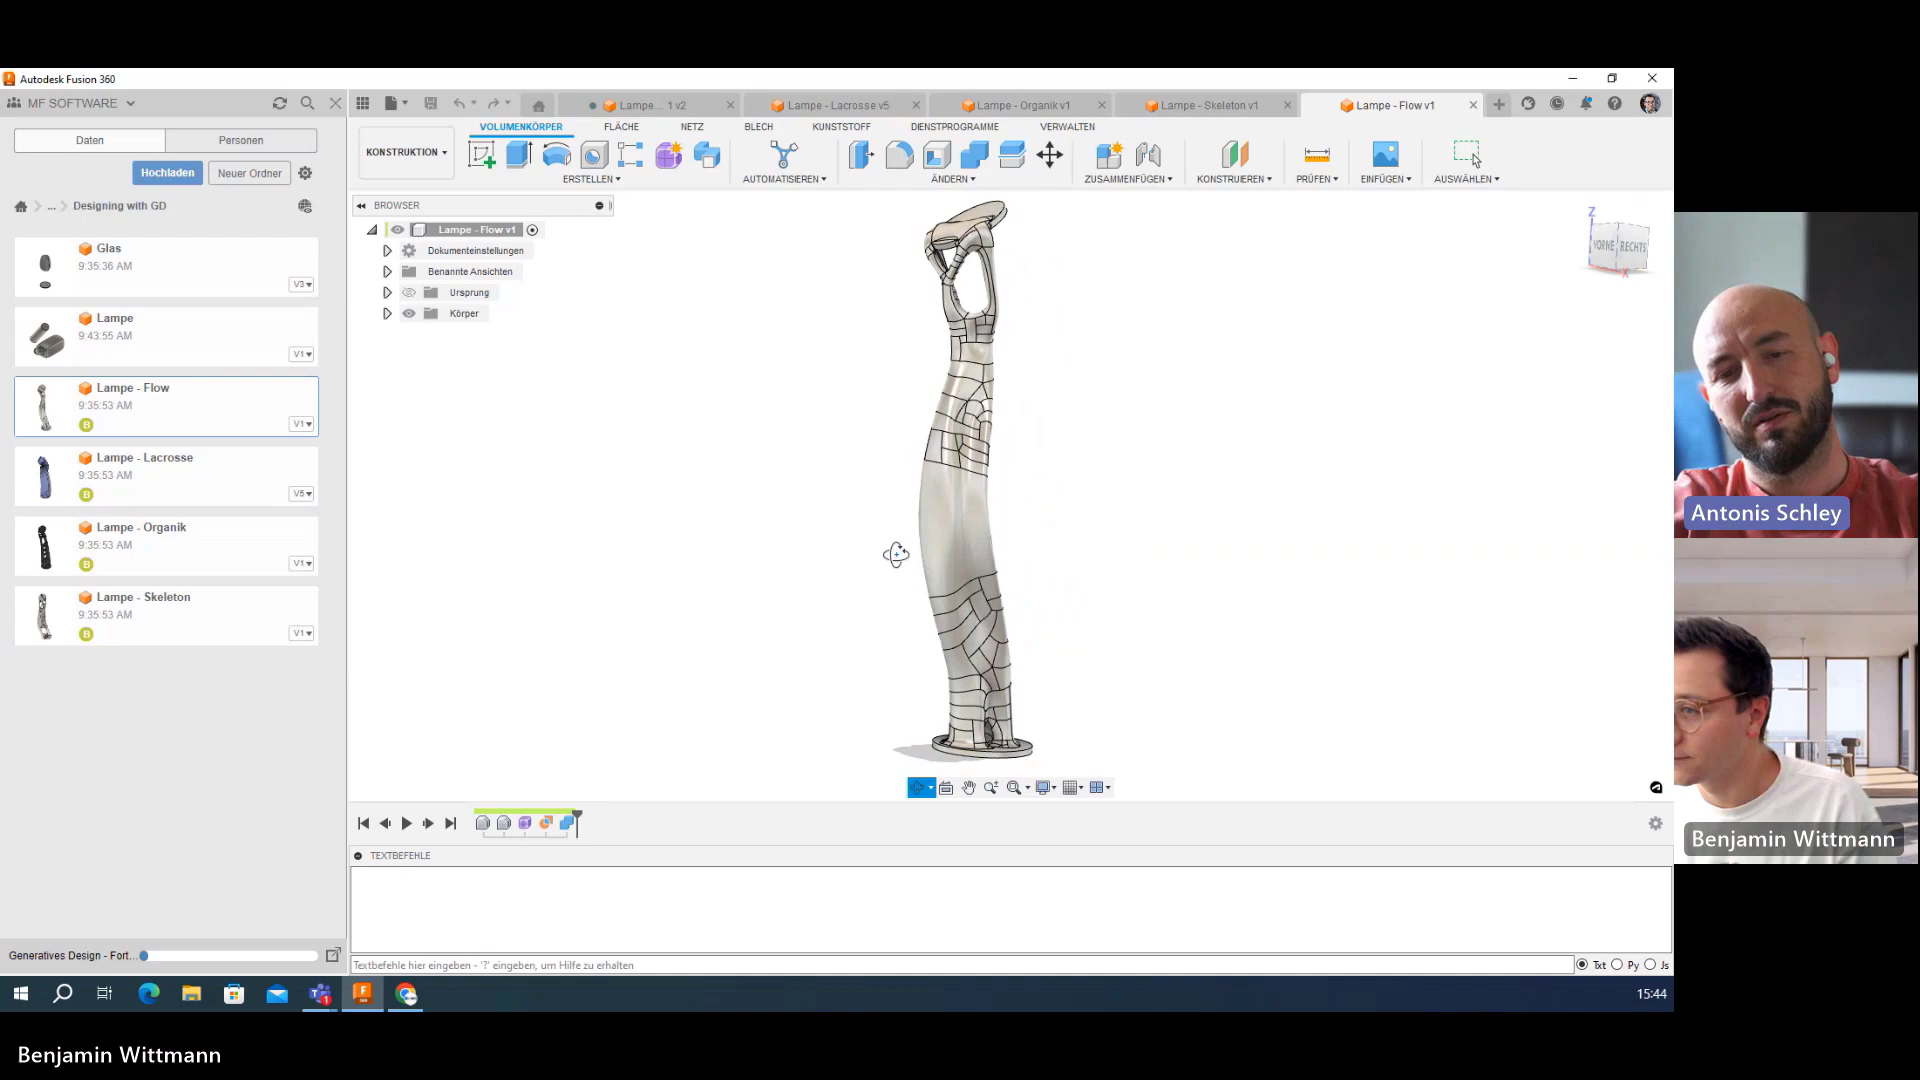 Autodesk Fusion 360
MF SOFTWARE
Lampe... 1 v2
Lampe - Lacrosse v5
Lampe - Organik v1
Lampe - Skeleton v1
Lampe - Flow v1
Daten
Personen
VOLUMENKÖRPER
FLÄCHE
NETZ
BLECH
KUNSTSTOFF
DIENSTPROGRAMME
VERWALTEN
KONSTRUKTION
Hochladen
Neuer Ordner
ERSTELLEN
AUTOMATISIEREN
ÄNDERN
ZUSAMMENFÜGEN
KONSTRUIEREN
PRÜFEN
EINFÜGEN
AUSWÄHLEN
... Designing with GD
BROWSER
Lampe - Flow v1
Dokumenteinstellungen
Benannte Ansichten
Ursprung
Körper
Z
VORNE
RECHTS
X
Glas
9:35:36 AM
V3
Lampe
9:43:55 AM
V1
Lampe - Flow
9:35:53 AM
B
V1
Lampe - Lacrosse
9:35:53 AM
B
V5
Lampe - Organik
9:35:53 AM
B
V1
Lampe - Skeleton
9:35:53 AM
B
V1
Antonis Schley
Benjamin Wittmann
TEXTBEFEHLE
Generatives Design - Fort...
Textbefehle hier eingeben - '?' eingeben, um Hilfe zu erhalten
Txt
Py
Js
15:44
Benjamin Wittmann